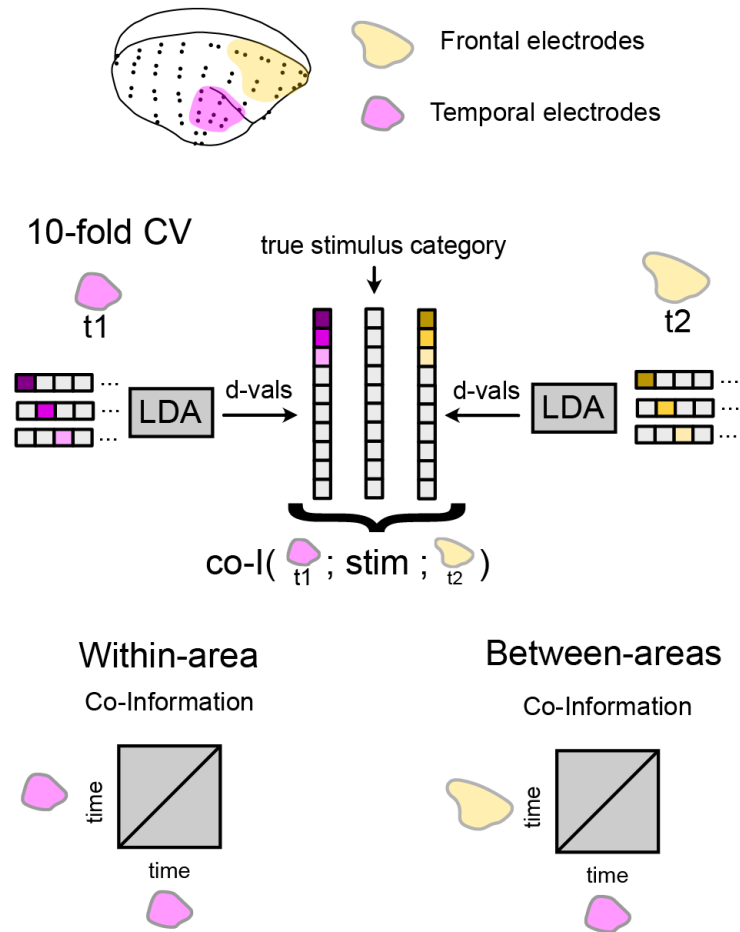 Frontal electrodes
Temporal electrodes
10-fold CV
true stimulus category
t1
t2
...
...
...
LDA
d-vals
d-vals
LDA
...
...
...
co-I( t1 ; stim ; t2 )
Within-area
Co-Information
time
time
Between-areas
Co-Information
time
time